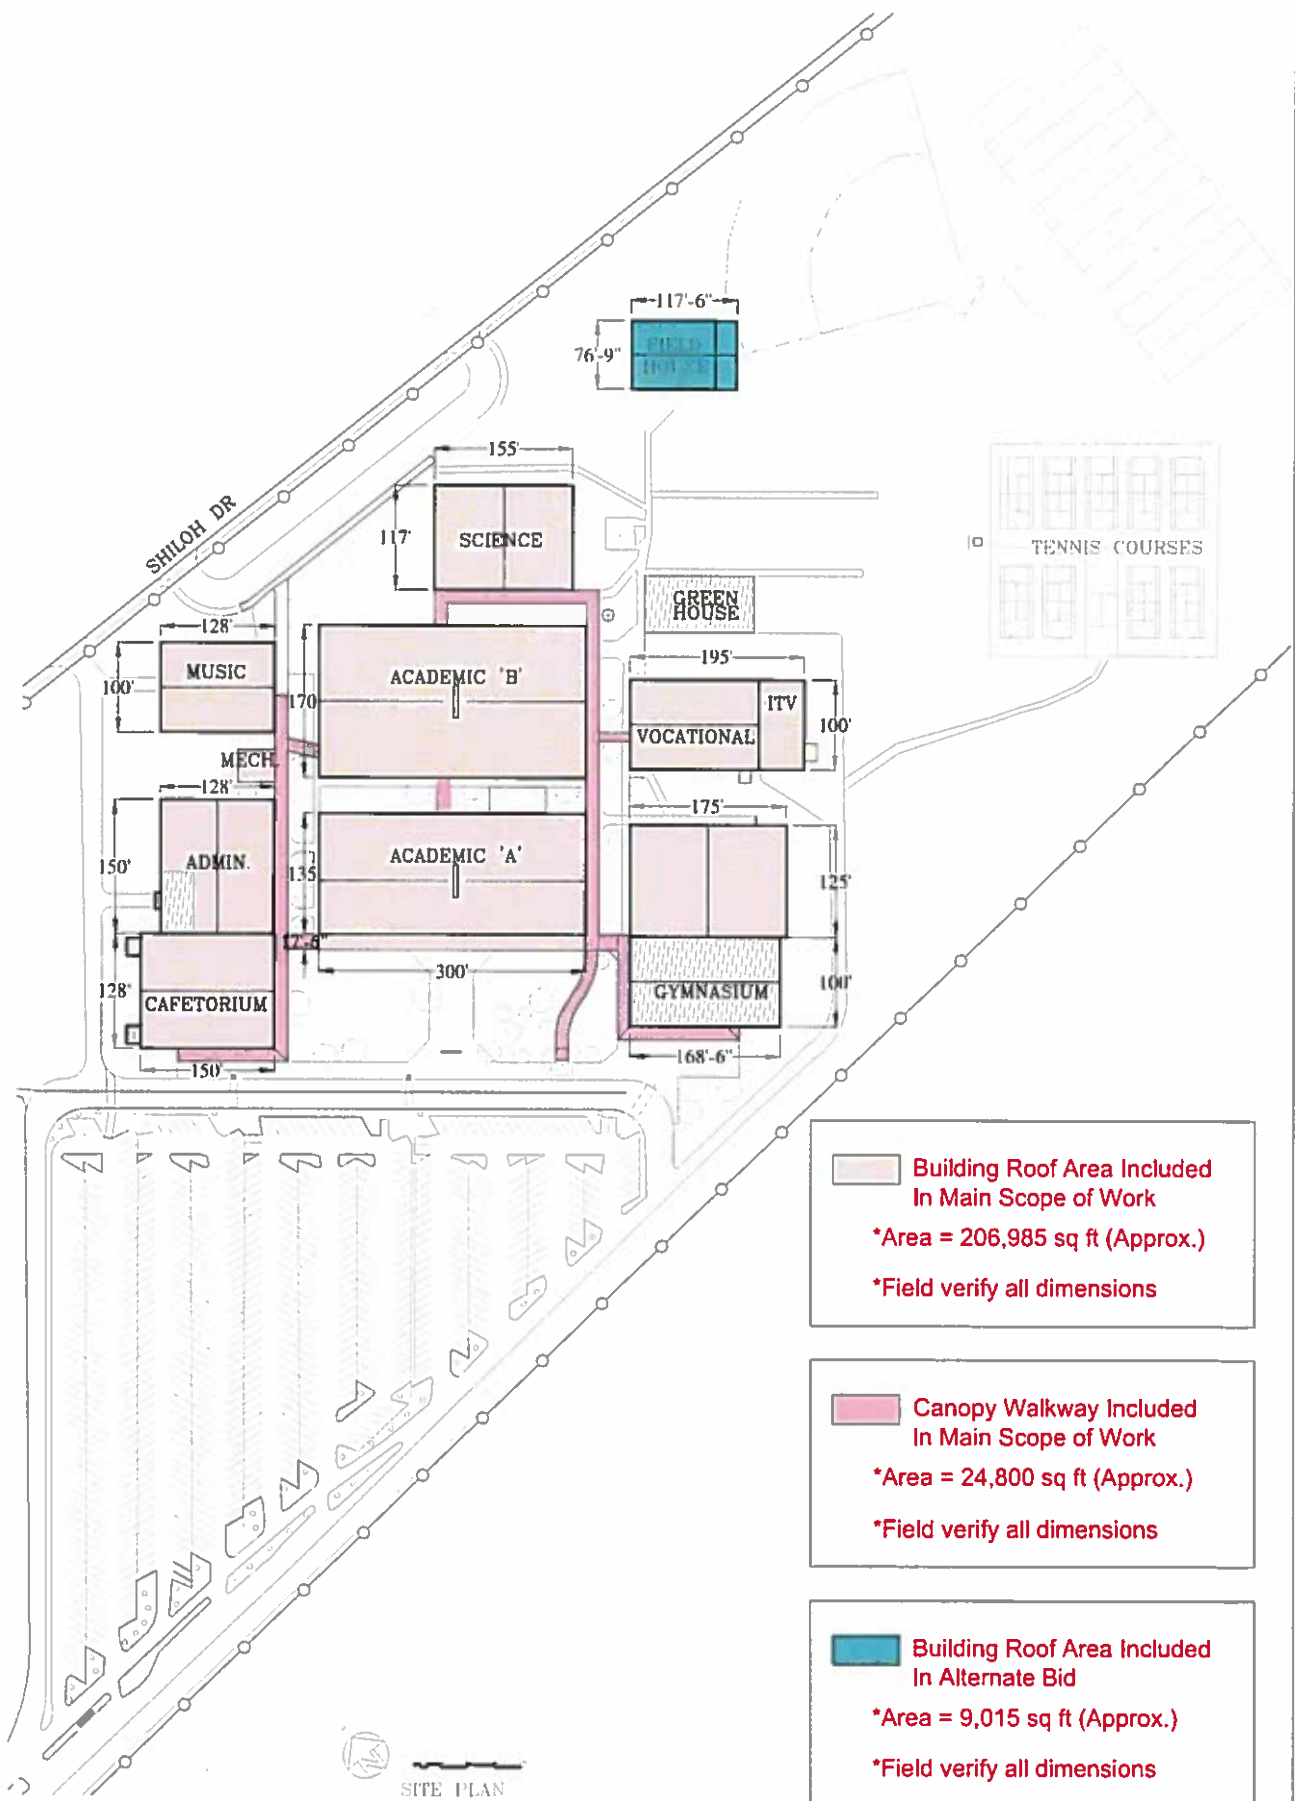 117'-6"
76'-9"
FIELD
HOUSE
155'
117'
SCIENCE
SHILOH DR
TENNIS COURSES
GREEN
HOUSE
128'
MUSIC
100'
170'
ACADEMIC 'B'
195'
ITV
VOCATIONAL
100'
MECH.
128'
175'
150'
ADMIN.
135'
ACADEMIC 'A'
125'
17'-6"
300'
128'
CAFETORIUM
GYMNASIUM
100'
150'
168'-6"
Building Roof Area Included
In Main Scope of Work
*Area = 206,985 sq ft (Approx.)
*Field verify all dimensions
Canopy Walkway Included
In Main Scope of Work
*Area = 24,800 sq ft (Approx.)
*Field verify all dimensions
Building Roof Area Included
In Alternate Bid
*Area = 9,015 sq ft (Approx.)
*Field verify all dimensions
SITE PLAN